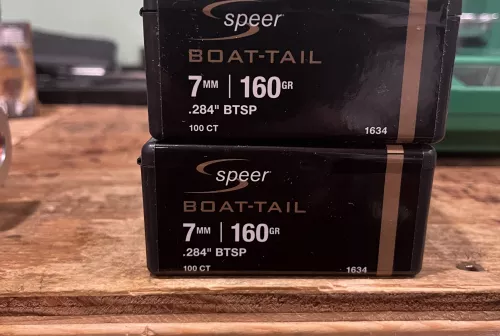 speer
BOAT-TAIL
7MM | 160GR
.284" BTSP
100 CT 1634
speer
BOAT-TAIL
7MM | 160GR
.284" BTSP
100 CT 1634